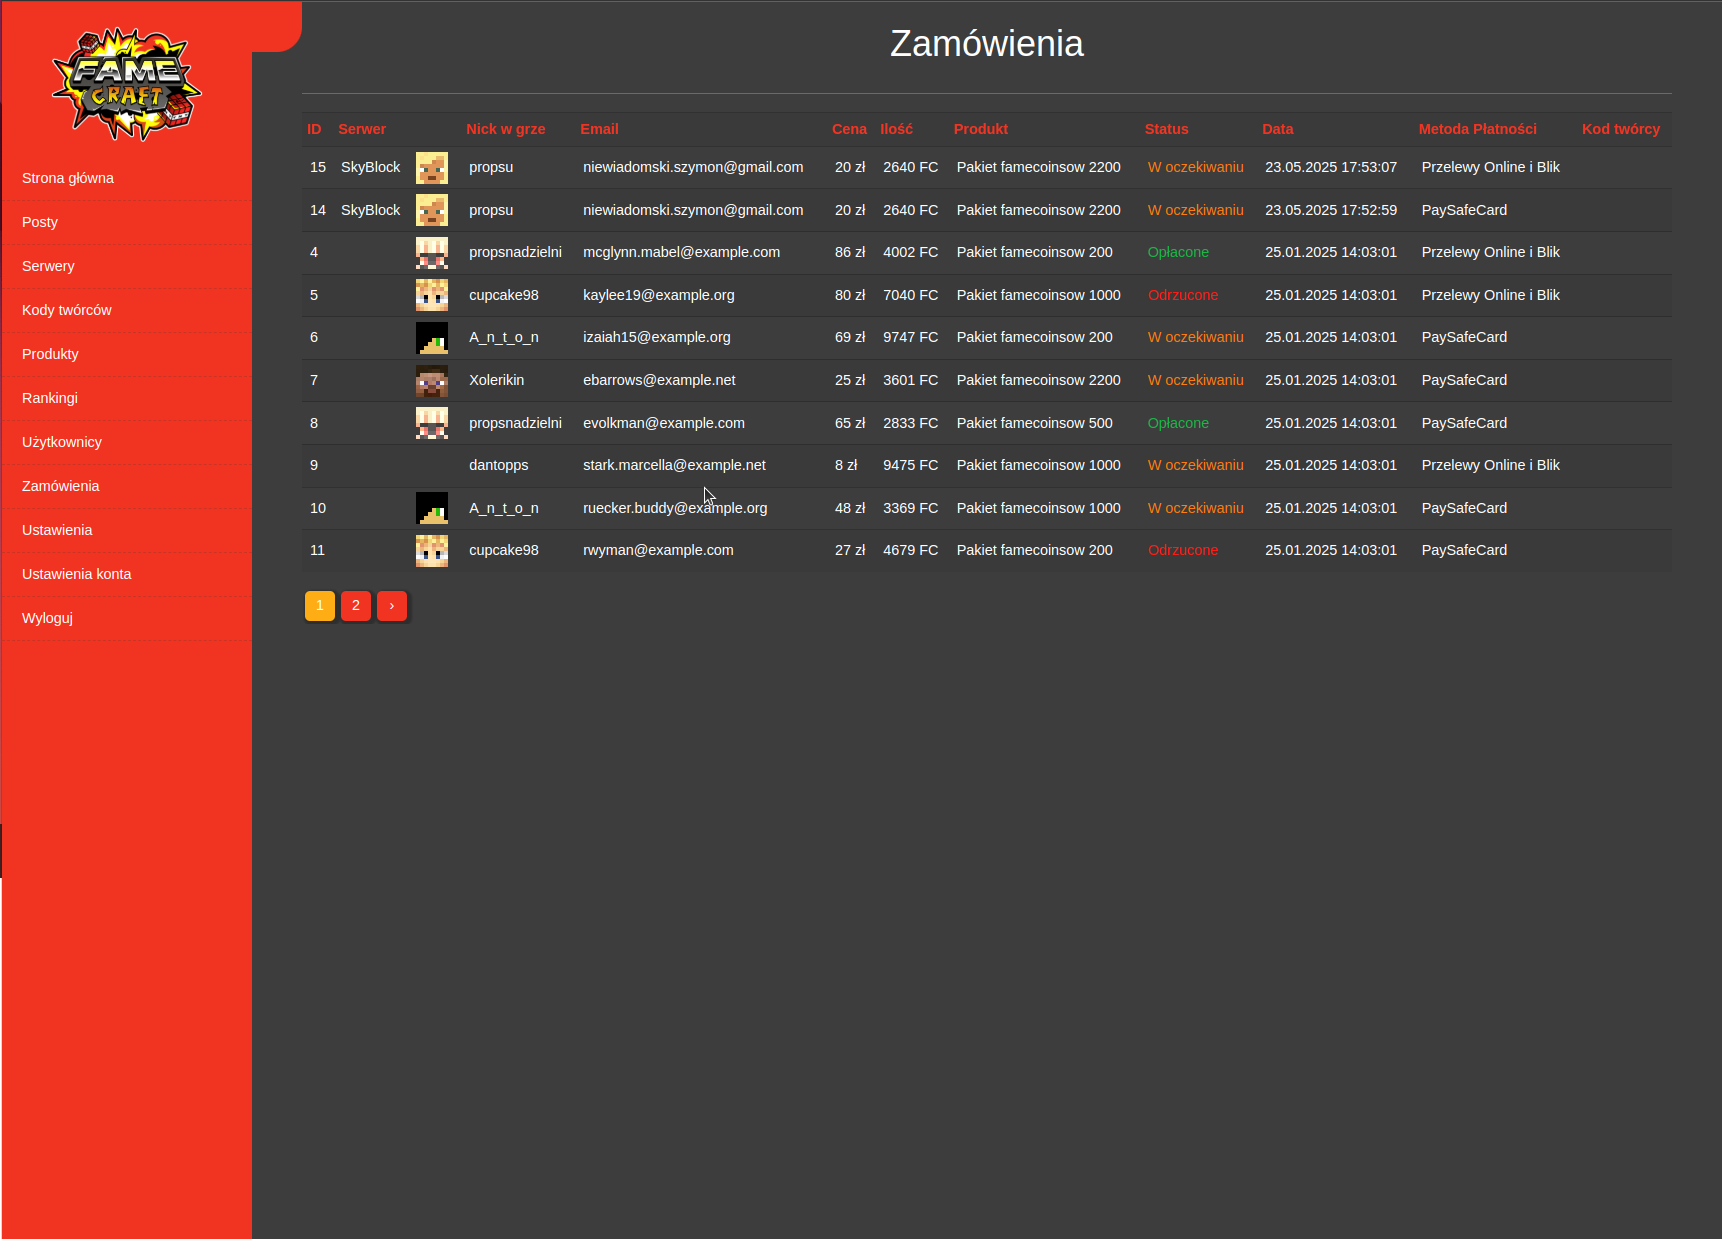 FAME
CRAFT
Strona główna
Posty
Serwery
Kody twórców
Produkty
Rankingi
Użytkownicy
Zamówienia
Ustawienia
Ustawienia konta
Wyloguj
Zamówienia
ID Serwer Nick w grze Email Cena Ilość Produkt Status Data Metoda Płatności Kod twórcy
15 SkyBlock propsu niewiadomski.szymon@gmail.com 20 zł 2640 FC Pakiet famecoinsow 2200 W oczekiwaniu 23.05.2025 17:53:07 Przelewy Online i Blik
14 SkyBlock propsu niewiadomski.szymon@gmail.com 20 zł 2640 FC Pakiet famecoinsow 2200 W oczekiwaniu 23.05.2025 17:52:59 PaySafeCard
4 propsnadzielni mcglynn.mabel@example.com 86 zł 4002 FC Pakiet famecoinsow 200 Opłacone 25.01.2025 14:03:01 Przelewy Online i Blik
5 cupcake98 kaylee19@example.org 80 zł 7040 FC Pakiet famecoinsow 1000 Odrzucone 25.01.2025 14:03:01 Przelewy Online i Blik
6 A_n_t_o_n izaiah15@example.org 69 zł 9747 FC Pakiet famecoinsow 200 W oczekiwaniu 25.01.2025 14:03:01 PaySafeCard
7 Xolerikin ebarrows@example.net 25 zł 3601 FC Pakiet famecoinsow 2200 W oczekiwaniu 25.01.2025 14:03:01 PaySafeCard
8 propsnadzielni evolkman@example.com 65 zł 2833 FC Pakiet famecoinsow 500 Opłacone 25.01.2025 14:03:01 PaySafeCard
9 dantopps stark.marcella@example.net 8 zł 9475 FC Pakiet famecoinsow 1000 W oczekiwaniu 25.01.2025 14:03:01 Przelewy Online i Blik
10 A_n_t_o_n ruecker.buddy@example.org 48 zł 3369 FC Pakiet famecoinsow 1000 W oczekiwaniu 25.01.2025 14:03:01 PaySafeCard
11 cupcake98 rwyman@example.com 27 zł 4679 FC Pakiet famecoinsow 200 Odrzucone 25.01.2025 14:03:01 PaySafeCard
1 2 ›